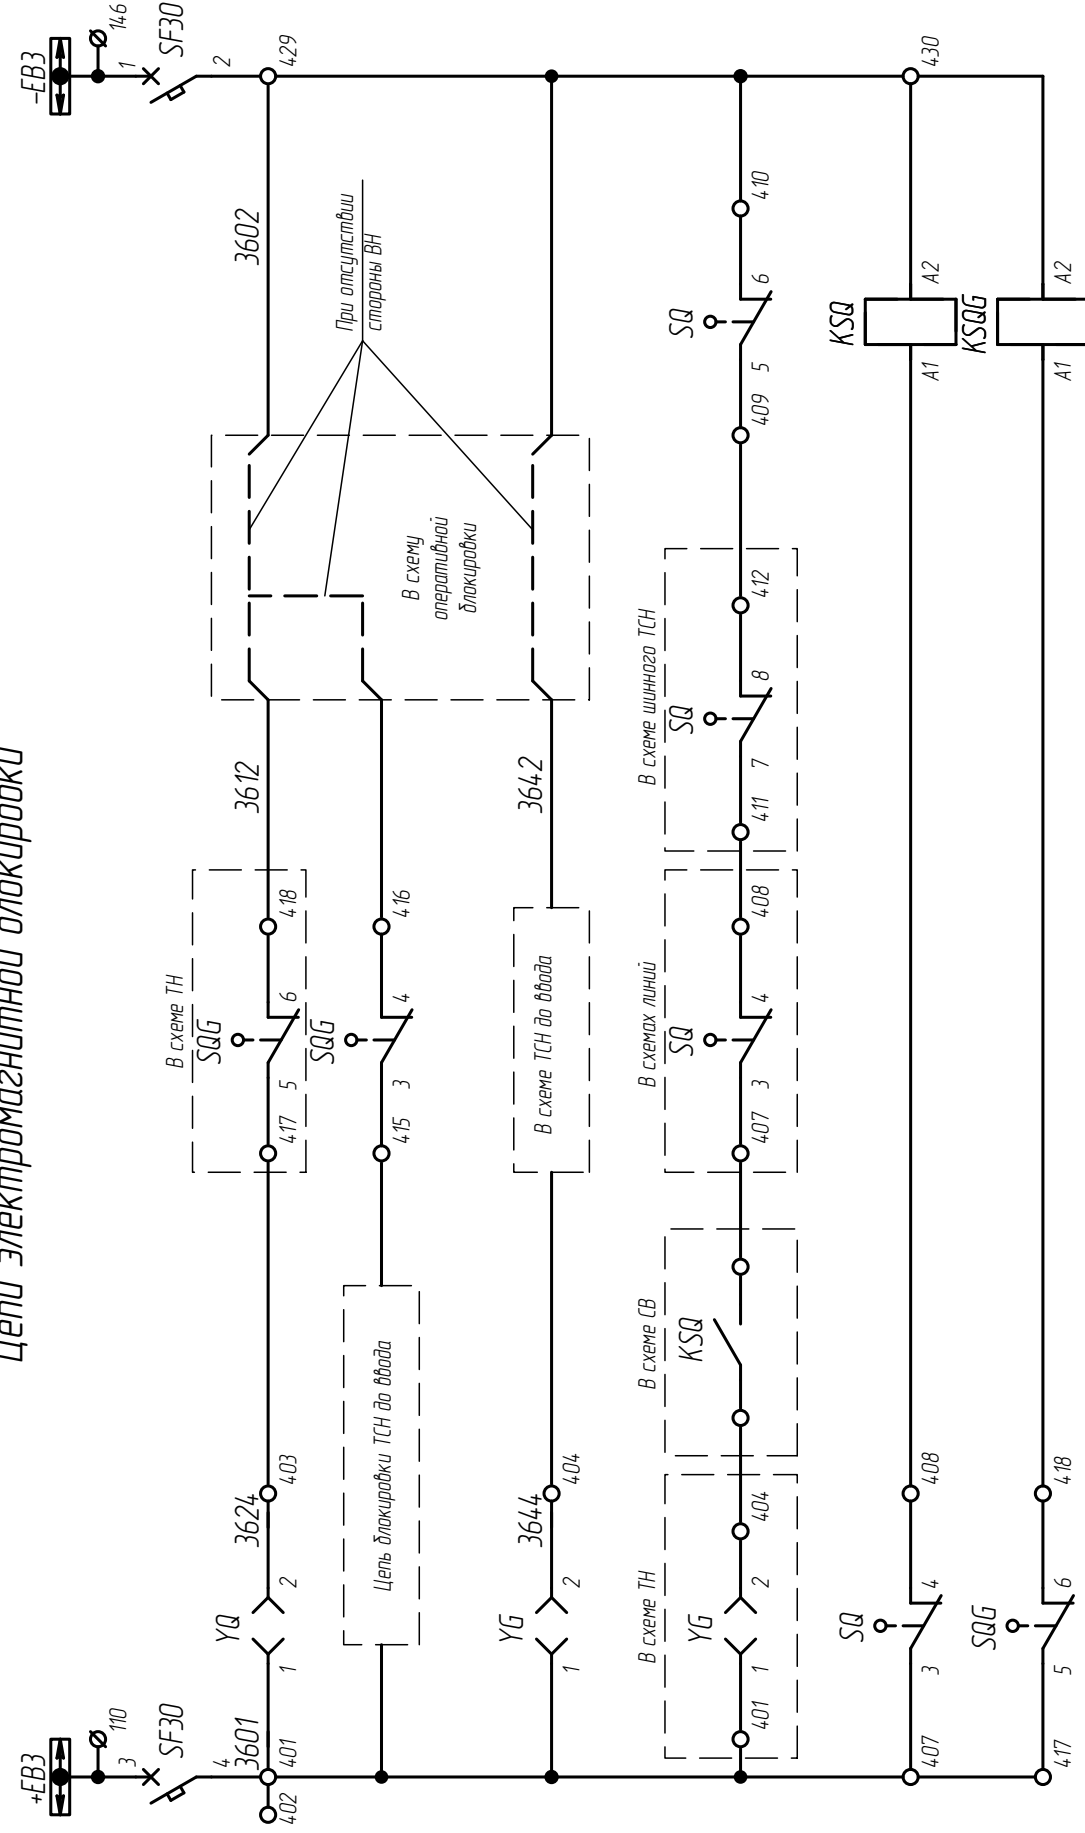 Цепи электромагнитной блокировки
+ЕВ3
110
3
SF30
4
402
3601
401
1
YQ
2
3624
403
В схеме ТН
417
5
SQG
6
418
3612
3602
429
-ЕВ3
146
1
SF30
2
Цепь блокировки ТСН до ввода
415
3
SQG
4
416
При отсутствии
стороны ВН
В схему
оперативной
блокировки
1
YG
2
3644
404
В схеме ТСН до ввода
3642
В схеме ТН
401
1
YG
2
404
В схеме СВ
KSQ
В схемах линий
407
3
SQ
4
408
В схеме шинного ТСН
411
7
SQ
8
412
409
5
SQ
6
410
407
3
SQ
4
408
A1
KSQ
A2
430
417
5
SQG
6
418
A1
KSQG
A2